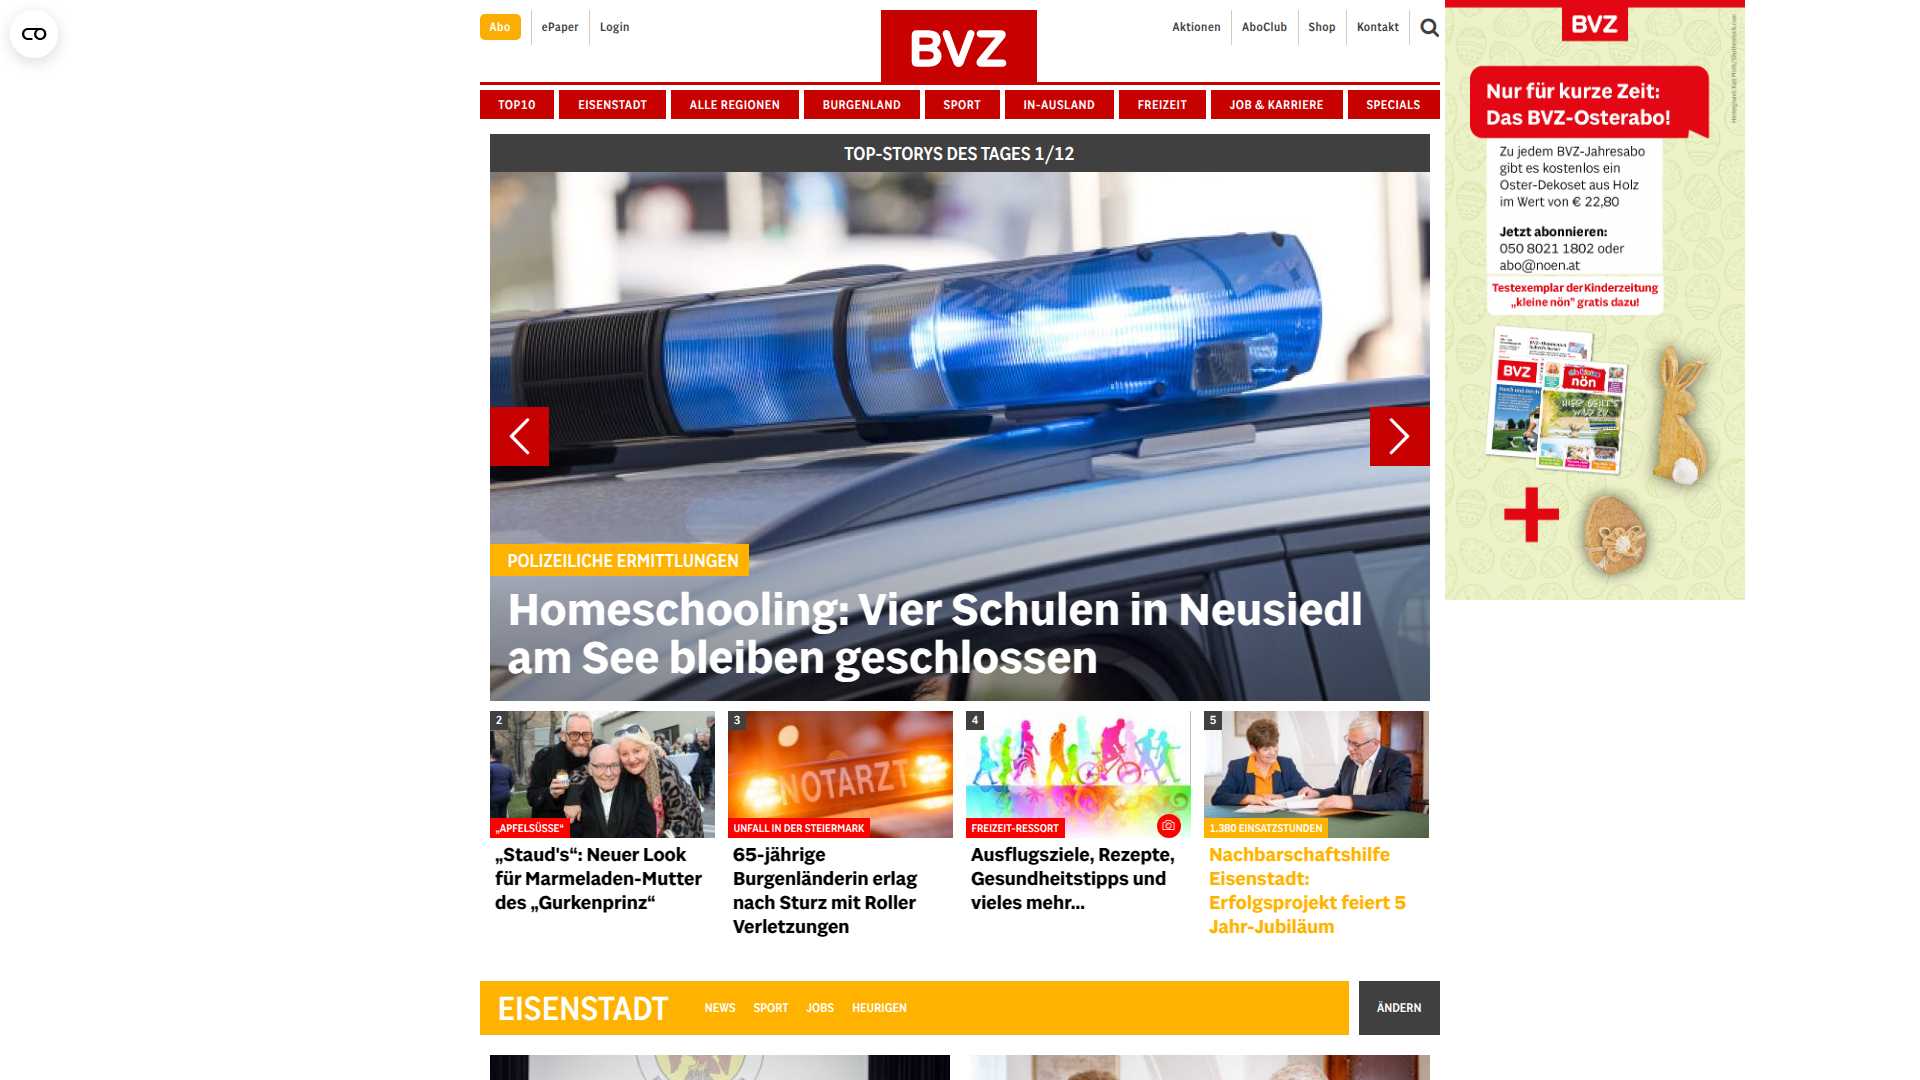 Abo
ePaper
Login
BVZ
Aktionen
AboClub
Shop
Kontakt
TOP10
EISENSTADT
ALLE REGIONEN
BURGENLAND
SPORT
IN-AUSLAND
FREIZEIT
JOB & KARRIERE
SPECIALS
TOP-STORYS DES TAGES 1/12
POLIZEILICHE ERMITTLUNGEN
Homeschooling: Vier Schulen in Neusiedl
am See bleiben geschlossen
2
„APFELSÜSSE“
„Staud's“: Neuer Look
für Marmeladen-Mutter
des „Gurkenprinz“
3
NOTARZT
UNFALL IN DER STEIERMARK
65-jährige
Burgenländerin erlag
nach Sturz mit Roller
Verletzungen
4
FREIZEIT-RESSORT
Ausflugsziele, Rezepte,
Gesundheitstipps und
vieles mehr...
5
1.380 EINSATZSTUNDEN
Nachbarschaftshilfe
Eisenstadt:
Erfolgsprojekt feiert 5
Jahr-Jubiläum
EISENSTADT
NEWS
SPORT
JOBS
HEURIGEN
ÄNDERN
BVZ
Nur für kurze Zeit:
Das BVZ-Osterabo!
Zu jedem BVZ-Jahresabo
gibt es kostenlos ein
Oster-Dekoset aus Holz
im Wert von € 22,80
Jetzt abonnieren:
050 8021 1802 oder
abo@noen.at
Testexemplar der Kinderzeitung
„kleine nön“ gratis dazu!
BVZ
nön
+